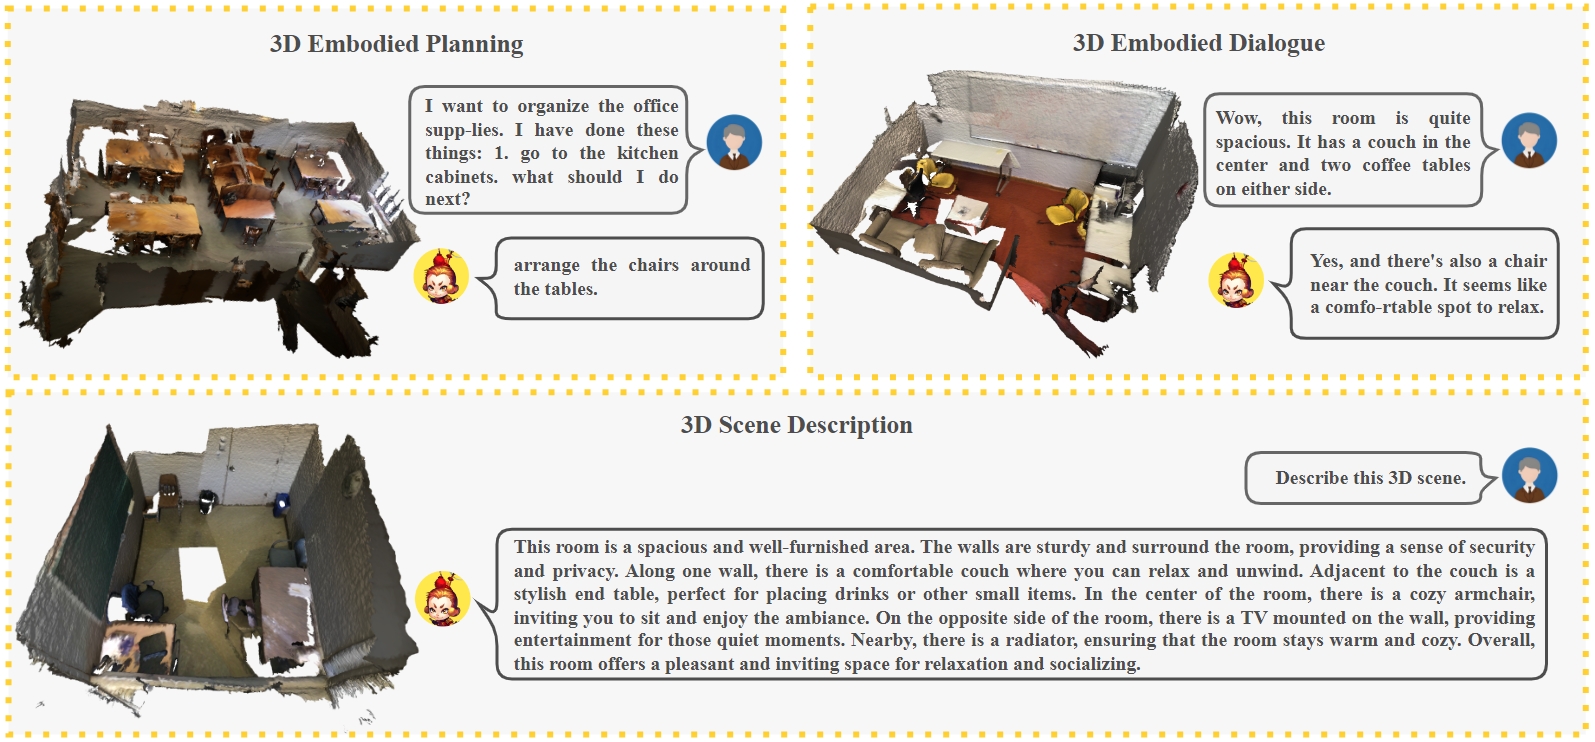 3D Embodied Planning
I want to organize the office
supp-lies. I have done these
things: 1. go to the kitchen
cabinets. what should I do
next?
arrange the chairs around
the tables.
3D Embodied Dialogue
Wow, this room is quite
spacious. It has a couch in the
center and two coffee tables
on either side.
Yes, and there's also a chair
near the couch. It seems like
a comfo-rtable spot to relax.
3D Scene Description
Describe this 3D scene.
This room is a spacious and well-furnished area. The walls are sturdy and surround the room, providing a sense of security
and privacy. Along one wall, there is a comfortable couch where you can relax and unwind. Adjacent to the couch is a
stylish end table, perfect for placing drinks or other small items. In the center of the room, there is a cozy armchair,
inviting you to sit and enjoy the ambiance. On the opposite side of the room, there is a TV mounted on the wall, providing
entertainment for those quiet moments. Nearby, there is a radiator, ensuring that the room stays warm and cozy. Overall,
this room offers a pleasant and inviting space for relaxation and socializing.